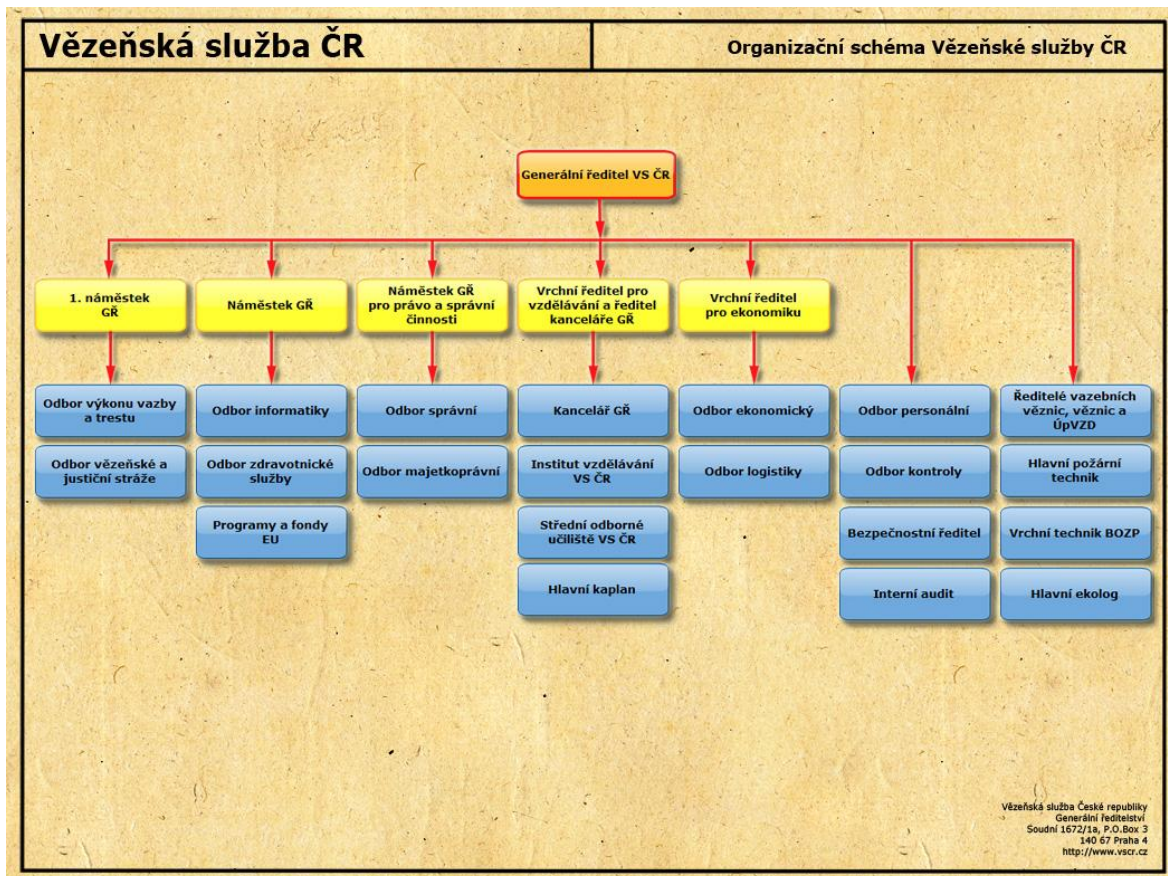 Vězeňská služba ČR
Organizační schéma Vězeňské služby ČR
Generální ředitel VS ČR
1. náměstek
GŘ
Náměstek GŘ
Náměstek GŘ
pro právo a správní
činnosti
Vrchní ředitel pro
vzdělávání a ředitel
kanceláře GŘ
Vrchní ředitel
pro ekonomiku
Odbor výkonu vazby
a trestu
Odbor informatiky
Odbor správní
Kancelář GŘ
Odbor ekonomický
Odbor personální
Ředitelé vazebních
věznic, věznic a
ÚpVZD
Odbor vězeňské a
justiční stráže
Odbor zdravotnické
služby
Odbor majetkoprávní
Institut vzdělávání
VS ČR
Odbor logistiky
Odbor kontroly
Hlavní požární
technik
Programy a fondy
EU
Střední odborné
učiliště VS ČR
Bezpečnostní ředitel
Vrchní technik BOZP
Hlavní kaplan
Interní audit
Hlavní ekolog
Vězeňská služba České republiky
Generální ředitelství
Soudní 1672/1a, P.O.Box 3
140 67 Praha 4
http://www.vscr.cz